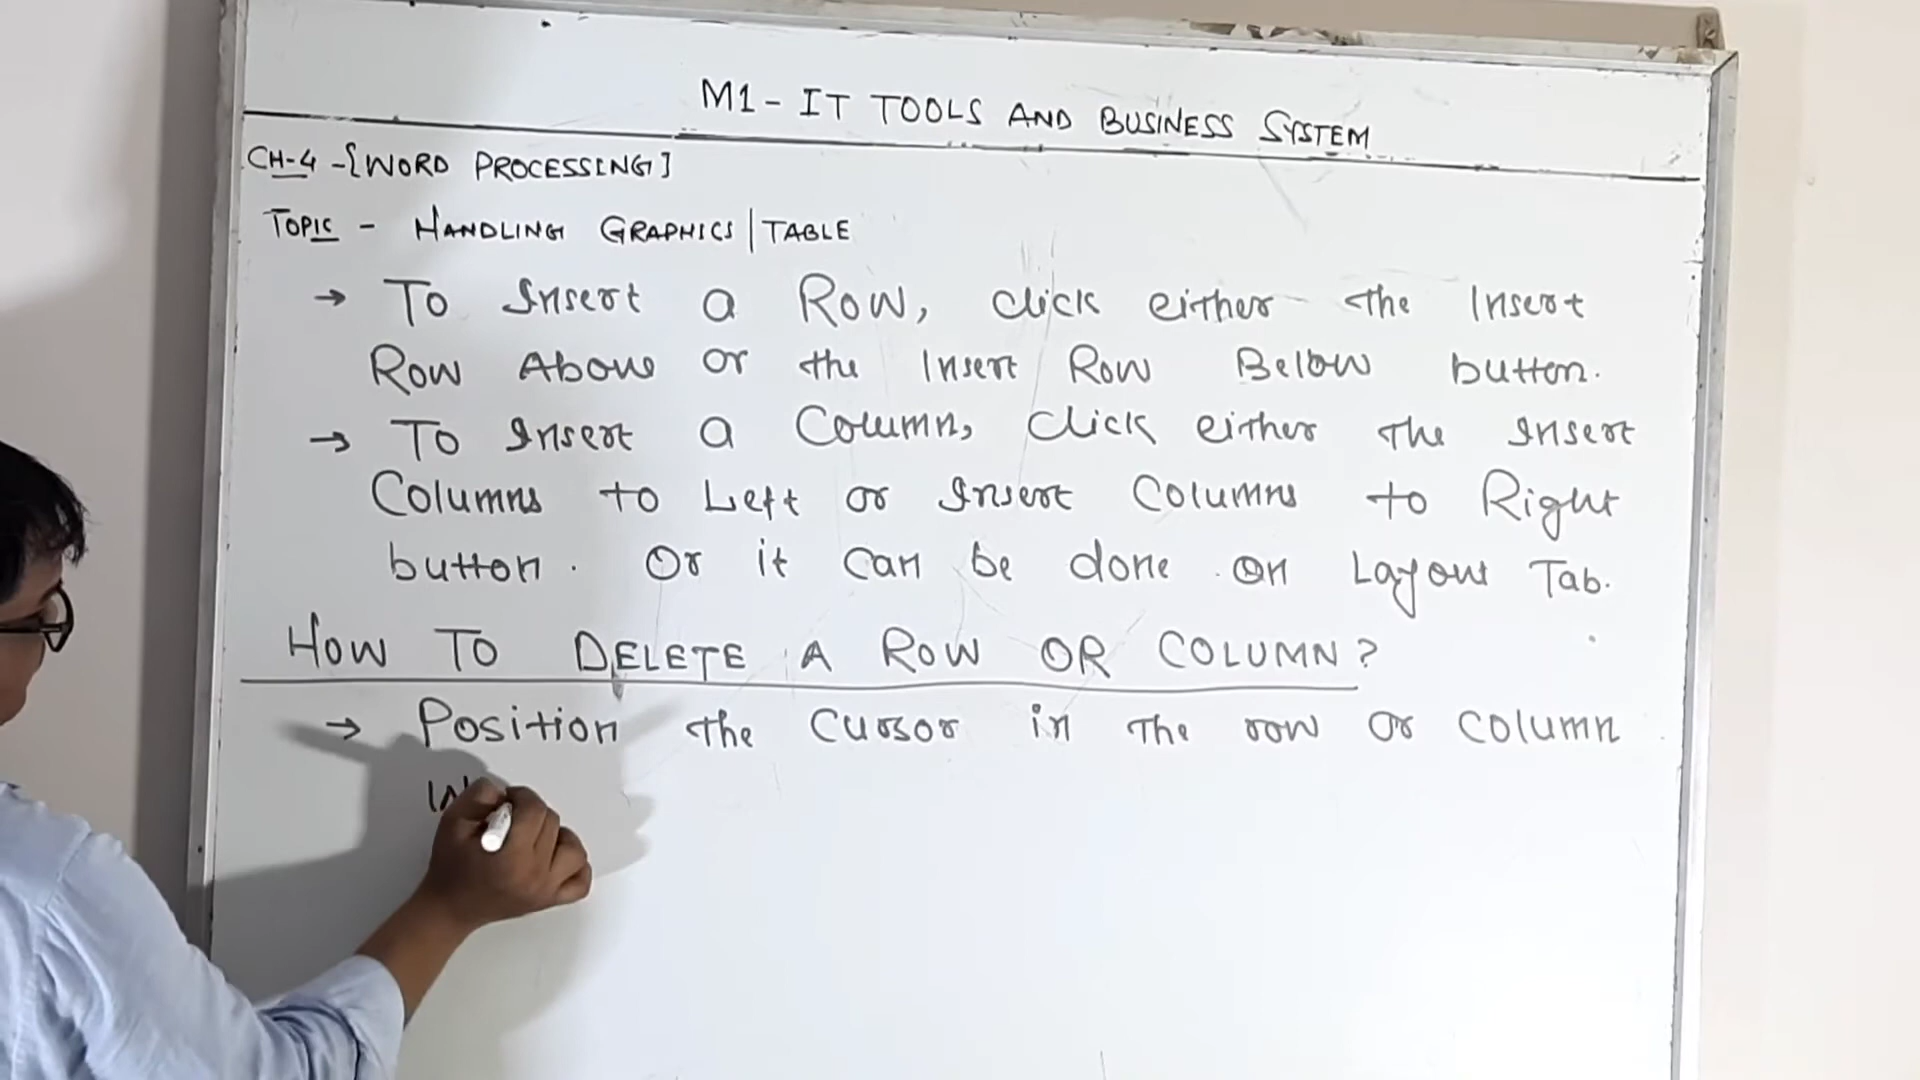 M1 - IT TOOLS AND BUSINESS SYSTEM
CH-4 -[WORD PROCESSING]
TOPIC - HANDLING GRAPHICS | TABLE
→ To Insert a Row, click either the Insert
Row Above or the Insert Row Below button.
→ To Insert a Column, Click either the Insert
Columns to Left or Insert Columns to Right
button. Or it can be done on Layout Tab.
HOW TO DELETE A ROW OR COLUMN?
→ Position the Cursor in the row or column